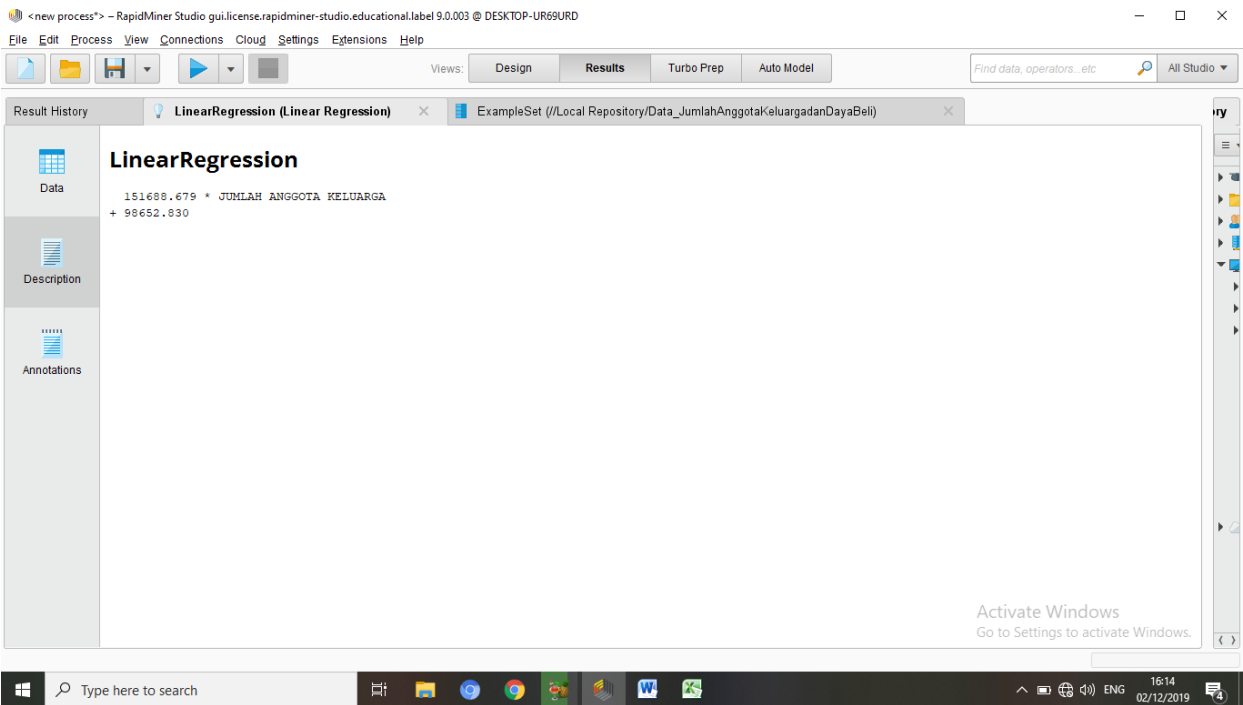 <new process*> – RapidMiner Studio gui.license.rapidminer-studio.educational.label 9.0.003 @ DESKTOP-UR69URD
File Edit Process View Connections Cloud Settings Extensions Help
Views: Design Results Turbo Prep Auto Model Find data, operators...etc All Studio
Result History LinearRegression (Linear Regression) ExampleSet (//Local Repository/Data_JumlahAnggotaKeluargadanDayaBeli) ry
LinearRegression
Data
151688.679 * JUMLAH ANGGOTA KELUARGA
+ 98652.830
Description
Annotations
Activate Windows
Go to Settings to activate Windows.
Type here to search ENG 16:14
02/12/2019 4